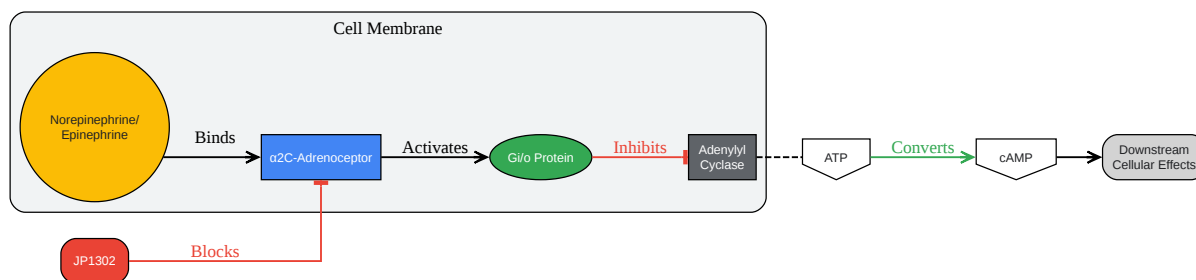 Cell Membrane
Norepinephrine/
Epinephrine
Binds
α2C-Adrenoceptor
Activates
Gi/o Protein
Inhibits
Adenylyl
Cyclase
ATP
Converts
cAMP
Downstream
Cellular Effects
JP1302
Blocks